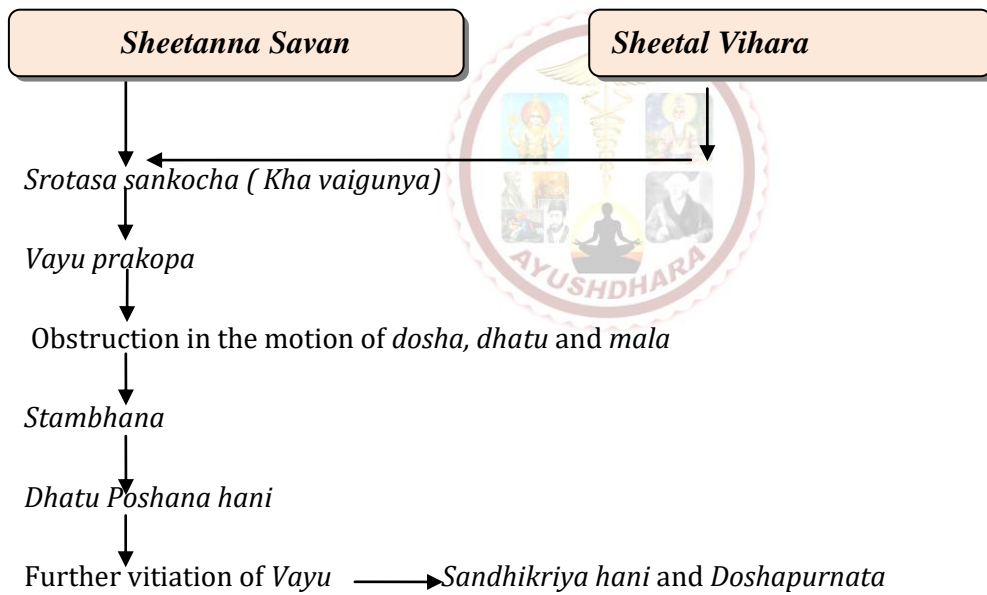 Sheetanna Savan
Sheetal Vihara
Srotasa sankocha ( Kha vaigunya)
Vayu prakopa
Obstruction in the motion of dosha, dhatu and mala
Stambhana
Dhatu Poshana hani
Further vitiation of Vayu
Sandhikriya hani and Doshapurnata
AYUSHDHARA